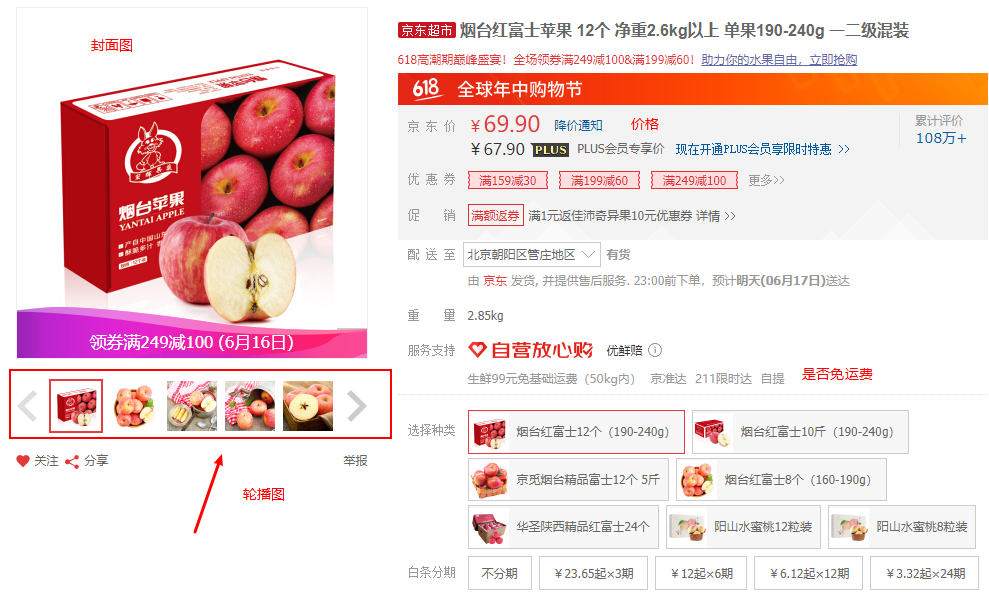 封面图
宏辉果蔬
烟台苹果
YANTAI APPLE
领券满249减100 (6月16日)
关注 分享 举报
轮播图
京东超市 烟台红富士苹果 12个 净重2.6kg以上 单果190-240g 一二级混装
618高潮期巅峰盛宴！全场领券满249减100&满199减60！助力你的水果自由，立即抢购
618 全球年中购物节
京东价 ￥69.90 降价通知 价格
累计评价
108万+
￥67.90 PLUS PLUS会员专享价 现在开通PLUS会员享限时特惠 >>
优惠券 满159减30 满199减60 满249减100 更多>>
促销 满额返券 满1元返佳沛奇异果10元优惠券 详情 >>
配送至 北京朝阳区管庄地区 有货
由 京东 发货, 并提供售后服务. 23:00前下单，预计明天(06月17日)送达
重量 2.85kg
服务支持 自营放心购 优鲜赔
生鲜99元免基础运费（50kg内） 京准达 211限时达 自提 是否免运费
选择种类 烟台红富士12个（190-240g） 烟台红富士10斤（190-240g）
京觅烟台精品富士12个 5斤 烟台红富士8个（160-190g）
华圣陕西精品红富士24个 阳山水蜜桃12粒装 阳山水蜜桃8粒装
白条分期 不分期 ￥23.65起×3期 ￥12起×6期 ￥6.12起×12期 ￥3.32起×24期